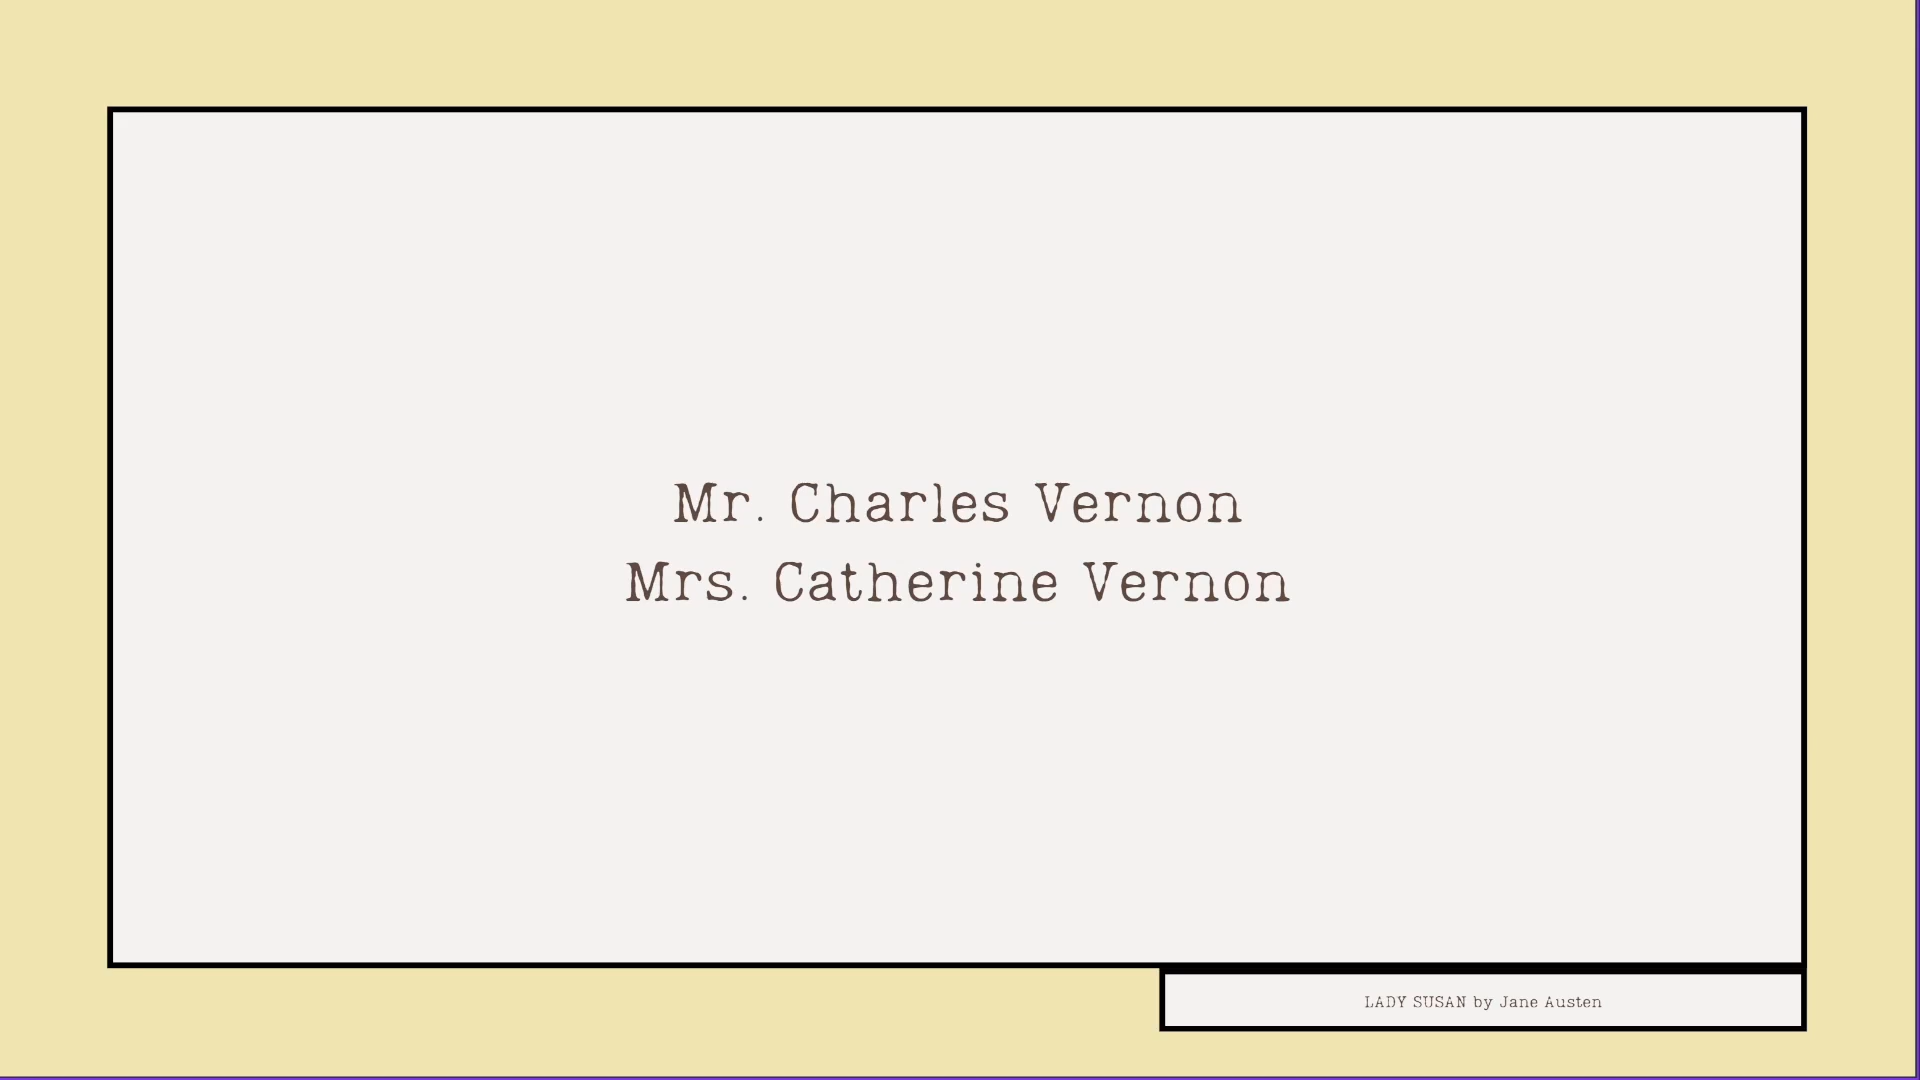 Mr. Charles Vernon
Mrs. Catherine Vernon
LADY SUSAN by Jane Austen